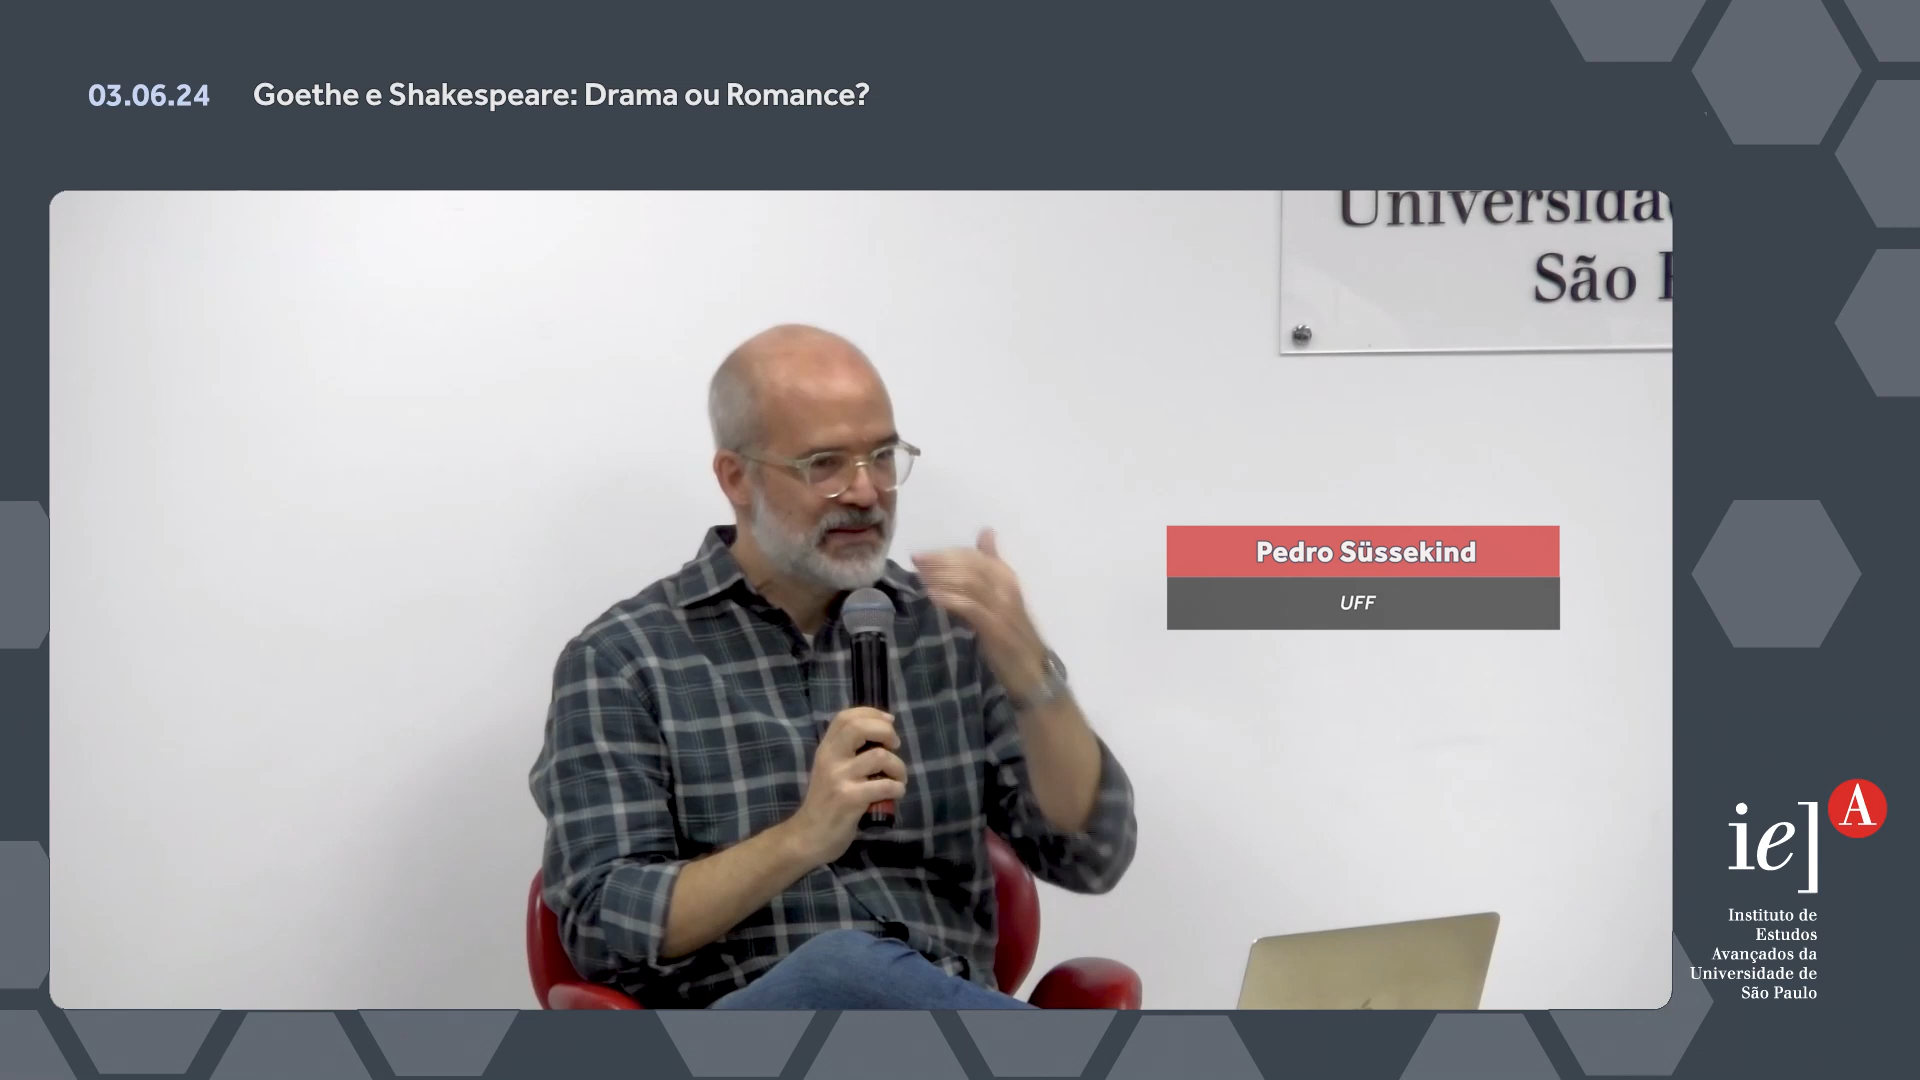 03.06.24 Goethe e Shakespeare: Drama ou Romance?
Universida
São
Pedro Süssekind
UFF
ie] A
Instituto de
Estudos
Avançados da
Universidade de
São Paulo